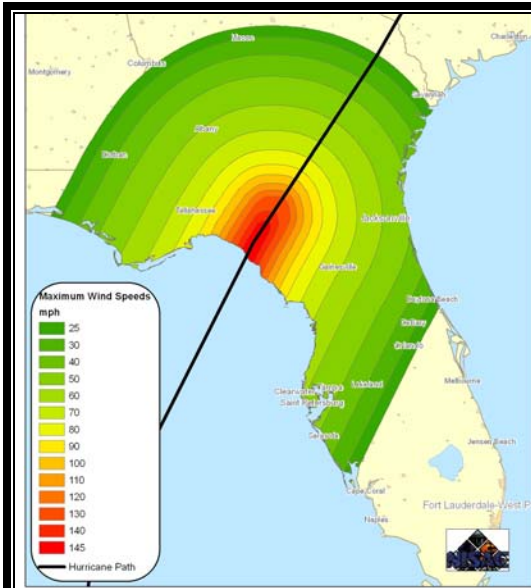 Macon
Charleston
Columbus
Montgomery
Savannah
Albany
Dothan
Tallahassee
Jacksonville
Gainesville
Daytona Beach
DeBary
Orlando
Lakeland
Melbourne
Clearwater
Tampa
Saint Petersburg
Sarasota
Jensen Beach
Cape Coral
Fort Lauderdale-West P
Naples
NISAC
Maximum Wind Speeds
mph
25
30
40
50
60
70
80
90
100
110
120
130
140
145
Hurricane Path